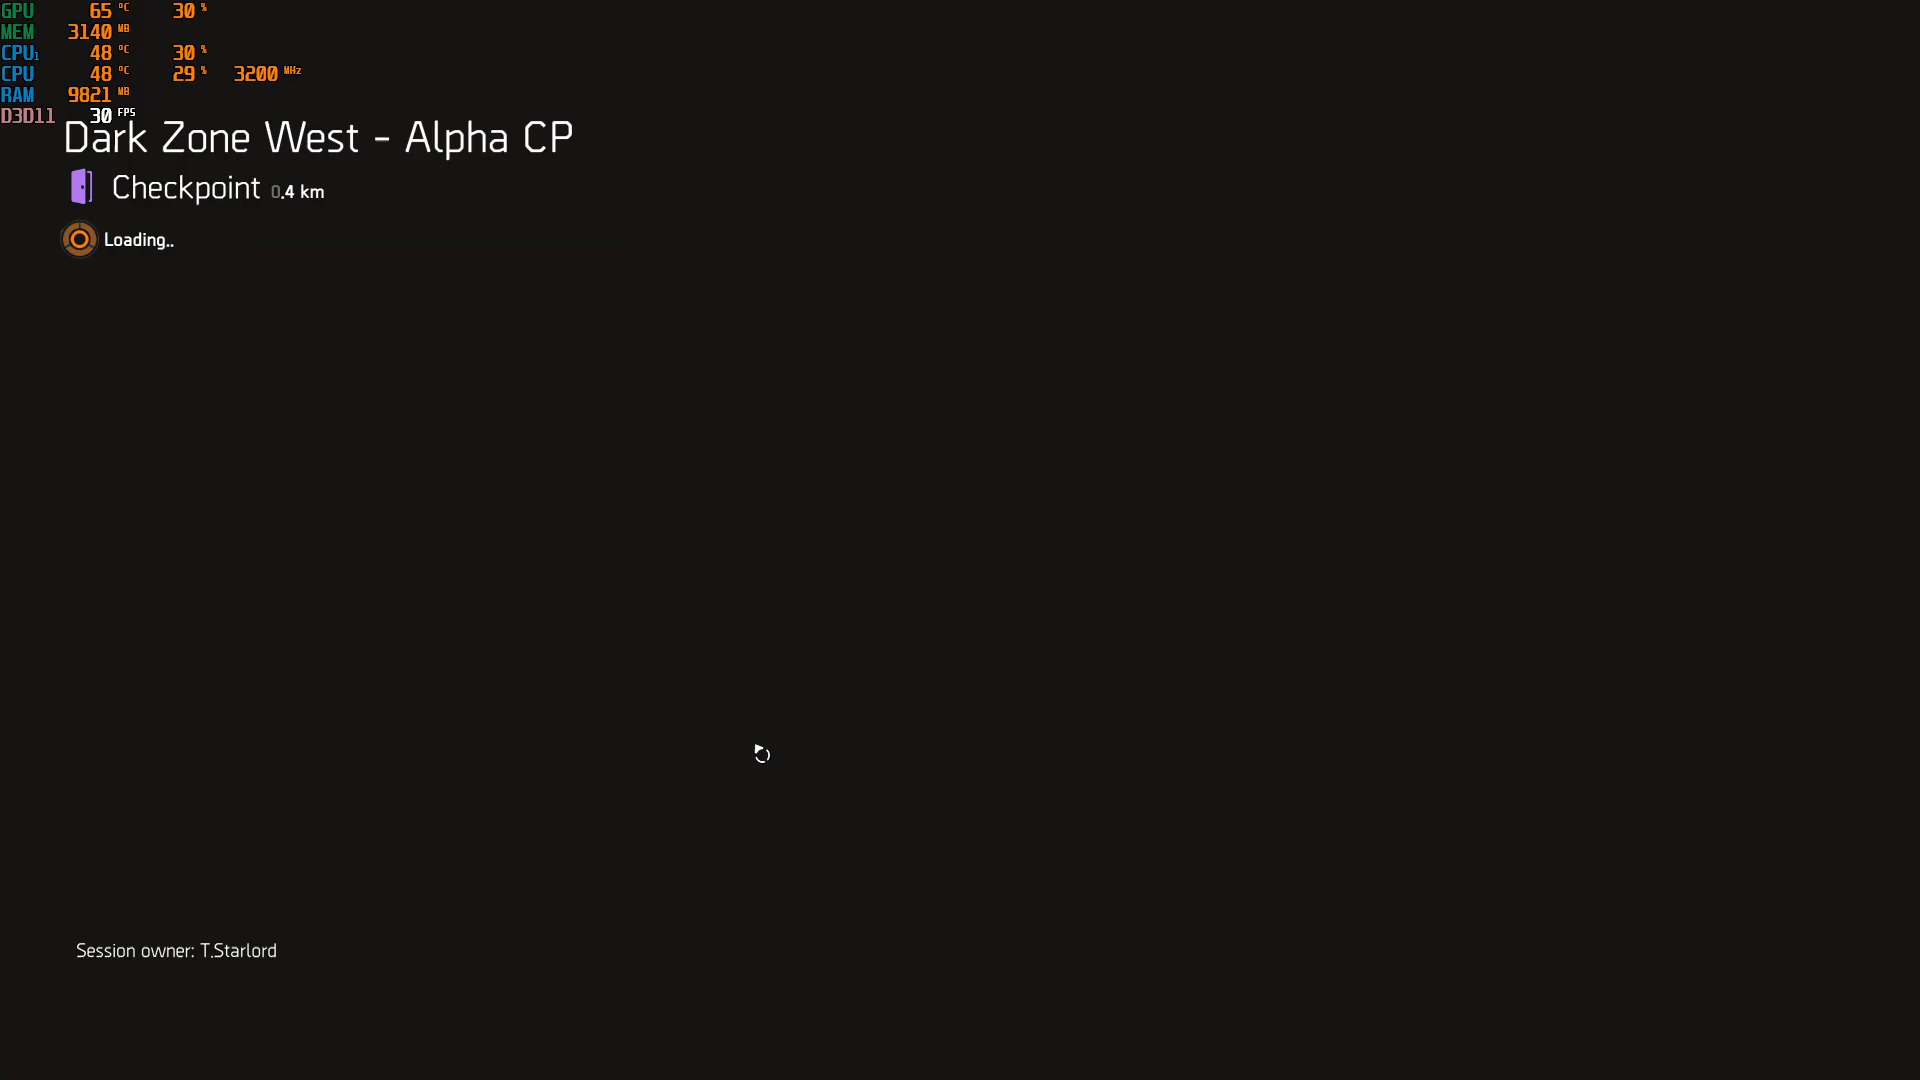 GPU 65 °C 30 %
MEM 3140 MB
CPU1 48 °C 30 %
CPU 48 °C 29 % 3200 MHz
RAM 9821 MB
D3D11 30 FPS
Dark Zone West - Alpha CP
Checkpoint 0.4 km
Loading..
Session owner: T.Starlord